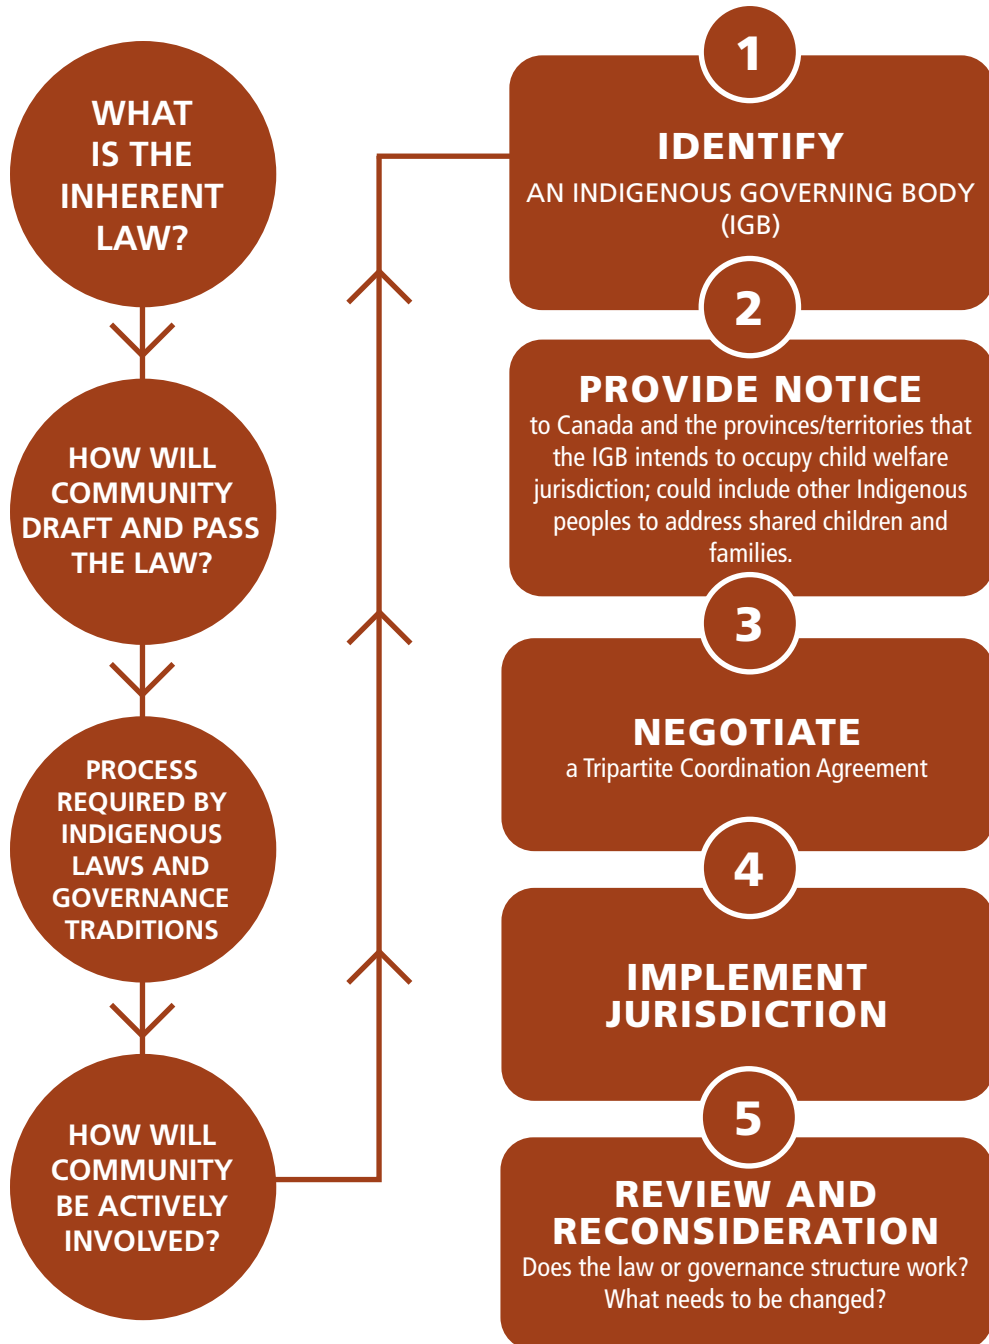 WHAT
IS THE
INHERENT
LAW?
HOW WILL
COMMUNITY
DRAFT AND PASS
THE LAW?
PROCESS
REQUIRED BY
INDIGENOUS
LAWS AND
GOVERNANCE
TRADITIONS
HOW WILL
COMMUNITY
BE ACTIVELY
INVOLVED?
1
IDENTIFY
AN INDIGENOUS GOVERNING BODY
(IGB)
2
PROVIDE NOTICE
to Canada and the provinces/territories that
the IGB intends to occupy child welfare
jurisdiction; could include other Indigenous
peoples to address shared children and
families.
3
NEGOTIATE
a Tripartite Coordination Agreement
4
IMPLEMENT
JURISDICTION
5
REVIEW AND
RECONSIDERATION
Does the law or governance structure work?
What needs to be changed?